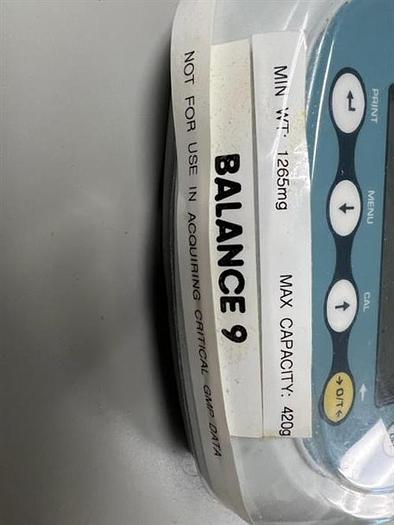 PRINT
MENU
CAL
→O/T←
MIN WT: 1265mg MAX CAPACITY: 420g
BALANCE 9
NOT FOR USE IN ACQUIRING CRITICAL GMP DATA